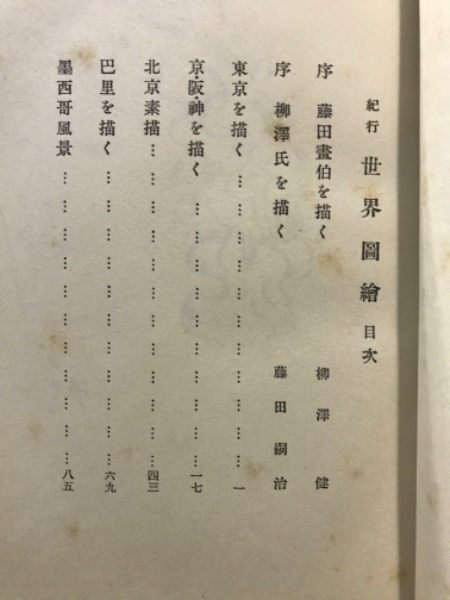 紀行 世界圖繪 目次
序 藤田畫伯を描く 柳澤健
序 柳澤氏を描く 藤田嗣治
東京を描く………………………………………一
京・阪神を描く…………………………………一七
北京素描…………………………………………四三
巴里を描く………………………………………六九
墨西哥風景………………………………………八五